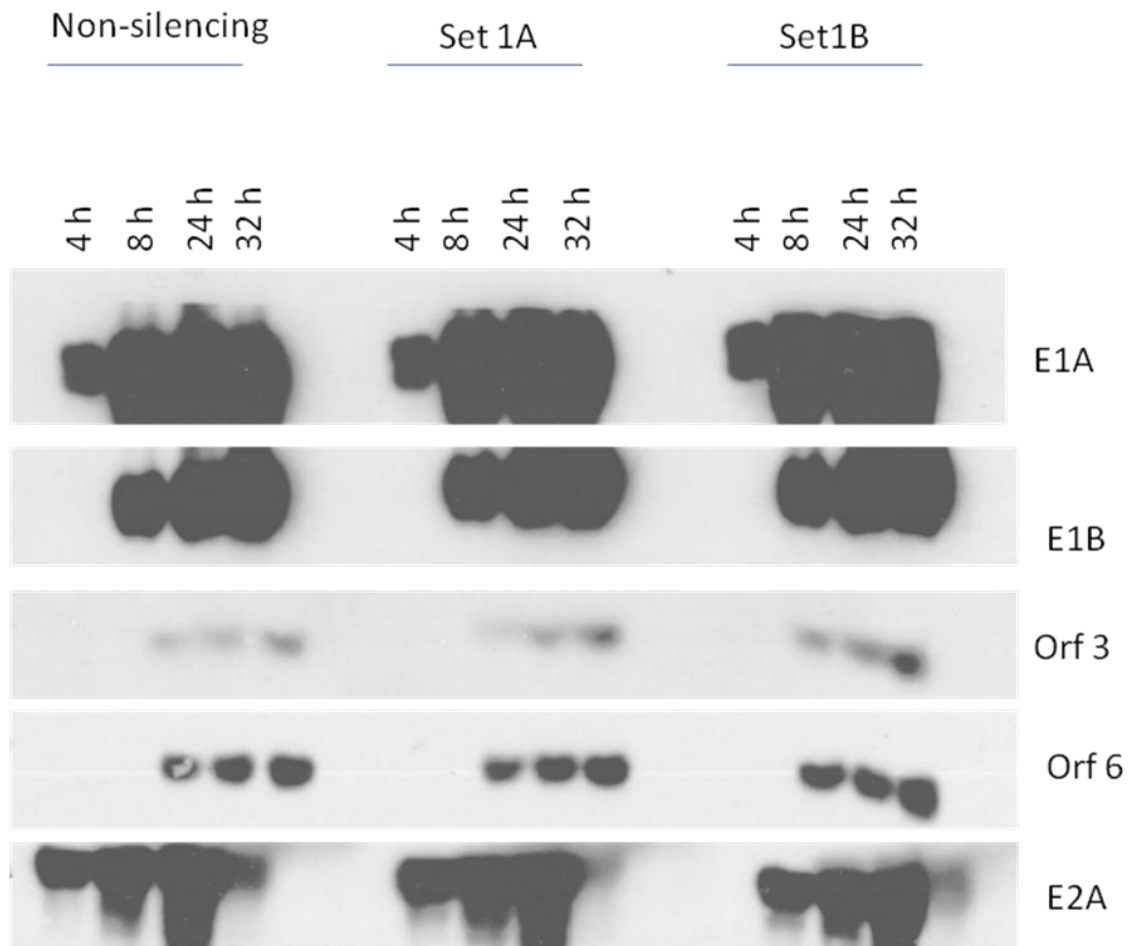 Non-silencing
Set 1A
Set1B
4 h
8 h
24 h
32 h
4 h
8 h
24 h
32 h
4 h
8 h
24 h
32 h
E1A
E1B
Orf 3
Orf 6
E2A